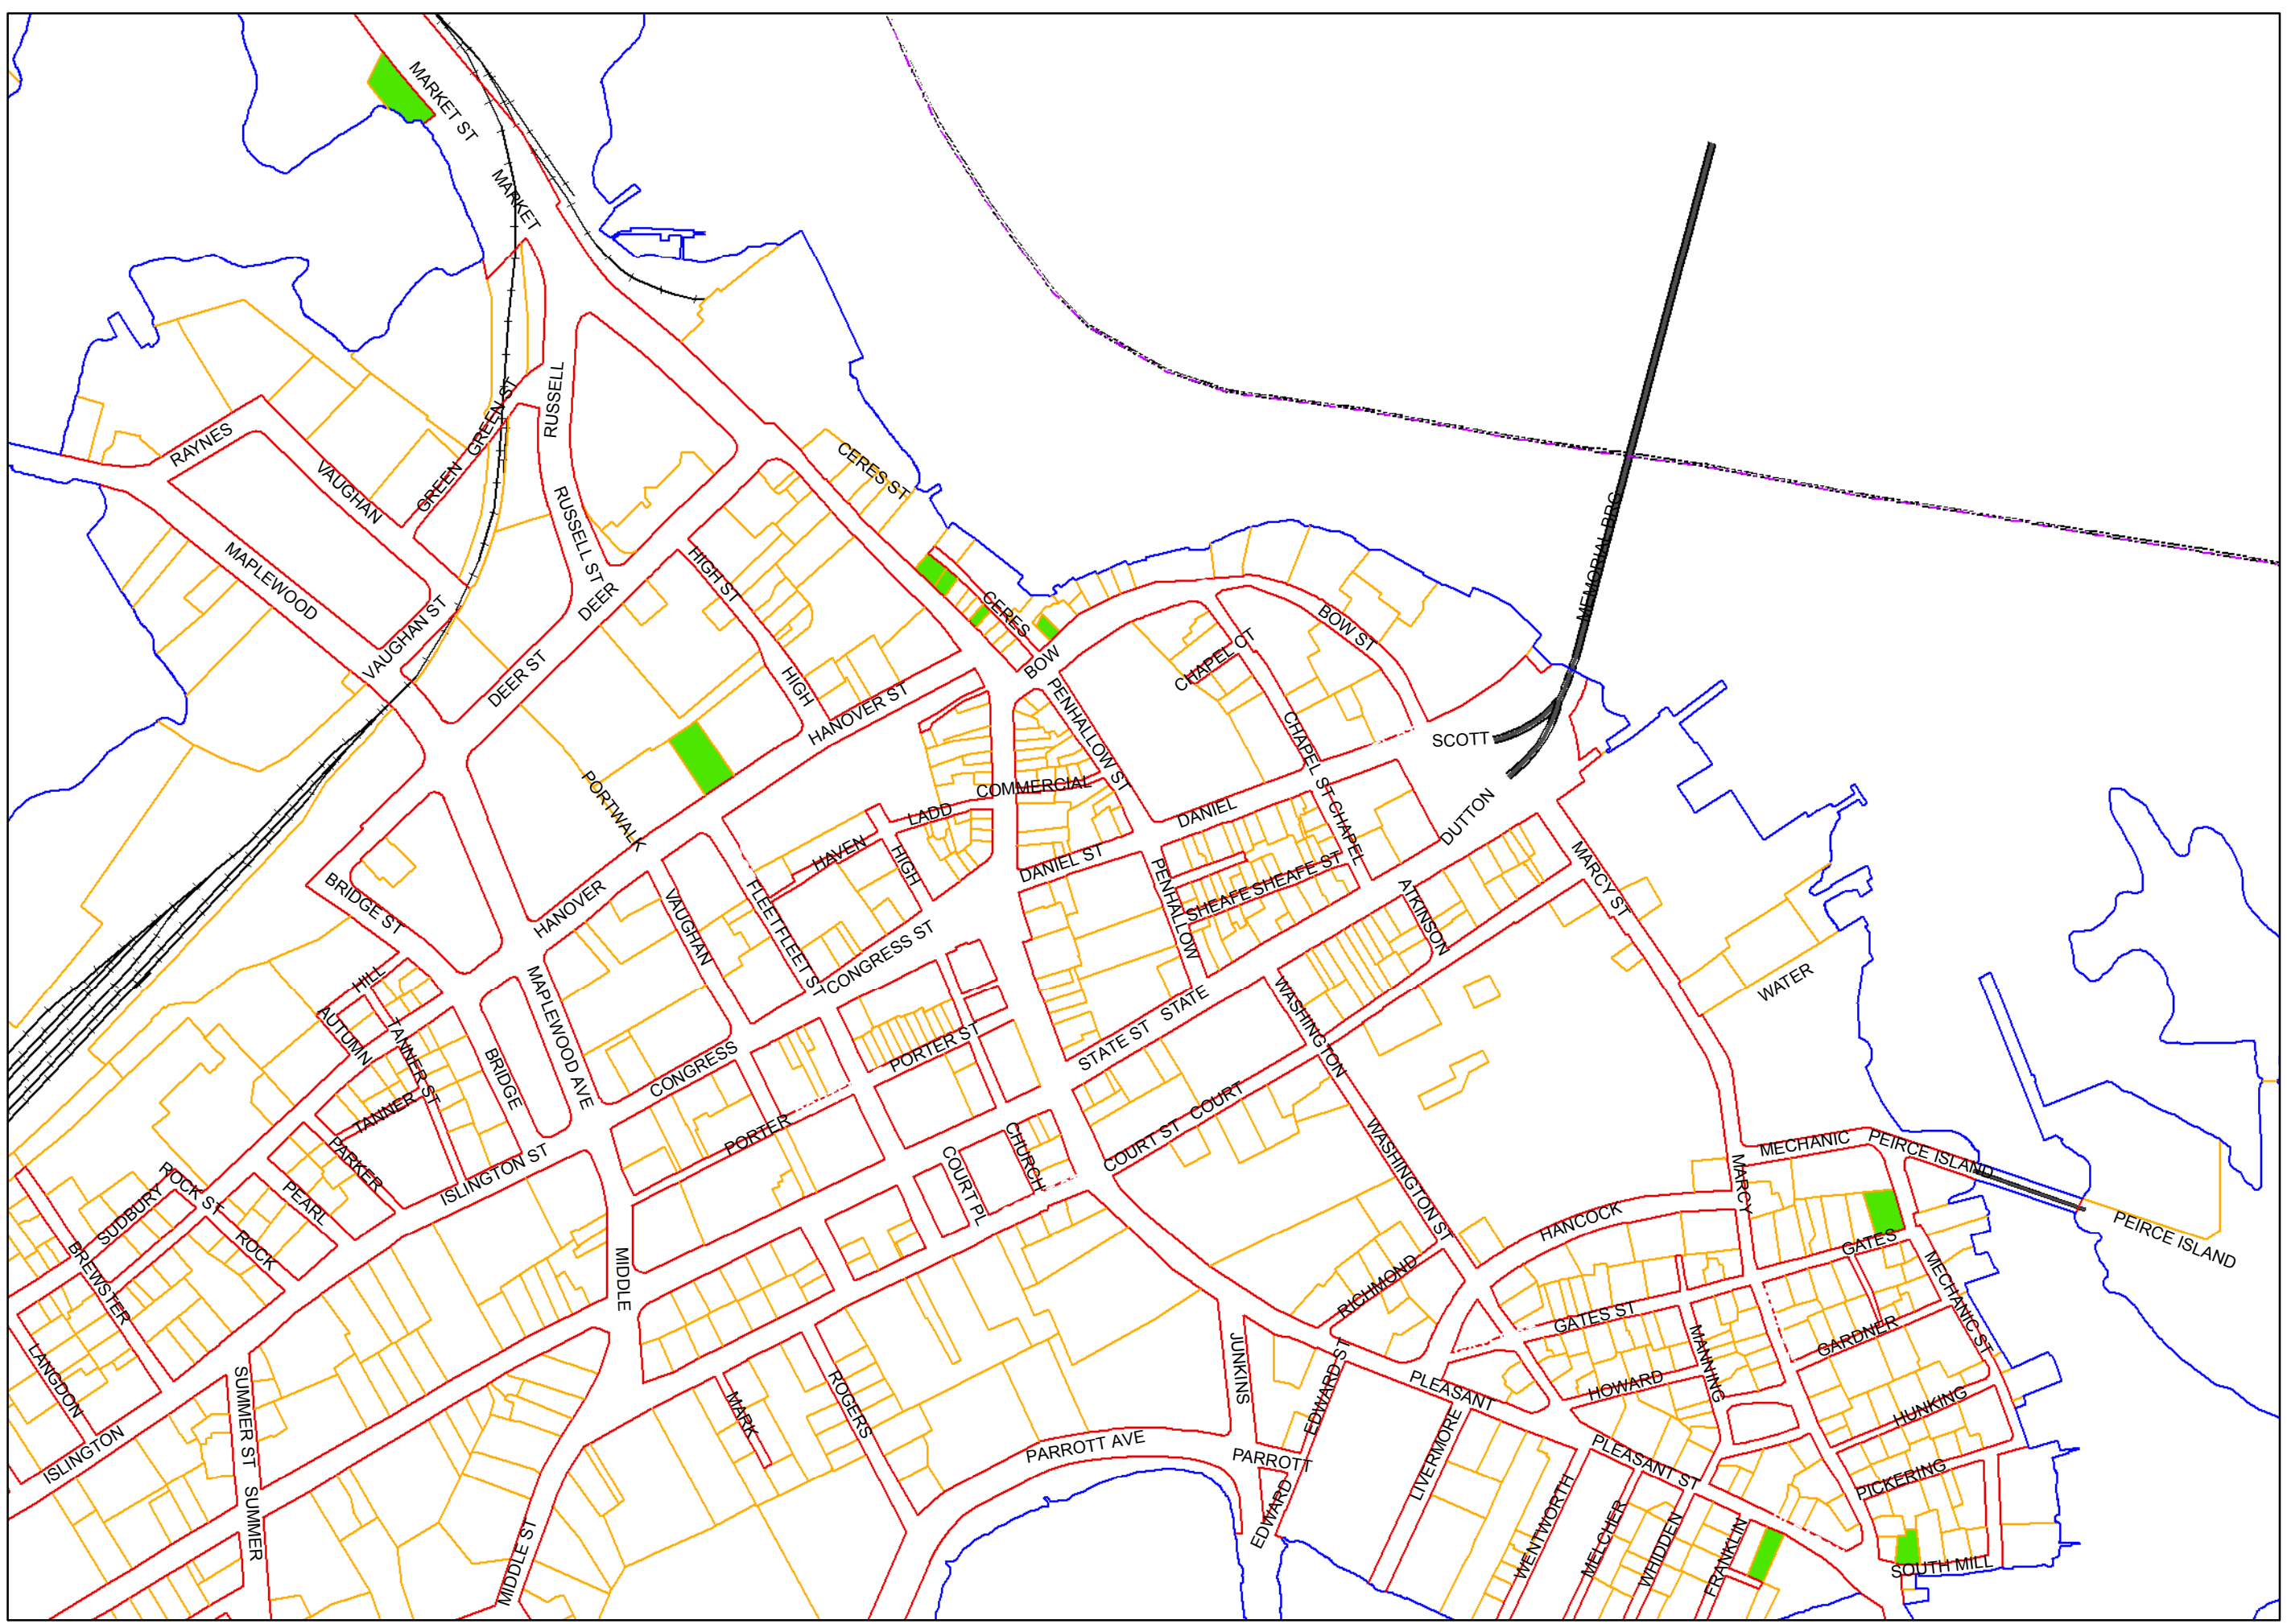 MARKET ST
MARKET
RUSSELL
GREEN ST
GREEN
RAYNES
VAUGHAN
CERES ST
RUSSELL ST
MAPLEWOOD
HIGH ST
DEER
VAUGHAN ST
CERES
BOW
BOW ST
CHAPEL CT
MEMORIAL BRG
DEER ST
HIGH
HANOVER ST
PENHALLOW ST
CHAPEL ST
SCOTT
PORTWALK
COMMERCIAL
LADD
DANIEL
CHAPEL
DUTTON
HAVEN
HIGH
DANIEL ST
PENHALLOW
SHEAFE
SHEAFE ST
MARCY ST
BRIDGE ST
HANOVER
VAUGHAN
FLEET
FLEET ST
CONGRESS ST
ATKINSON
WATER
HILL
AUTUMN
TANNER ST
MAPLEWOOD AVE
BRIDGE
CONGRESS
PORTER ST
STATE ST
STATE
WASHINGTON
TANNER
PORTER
COURT ST
COURT
WASHINGTON ST
MECHANIC
PEIRCE ISLAND
PARKER
ISLINGTON ST
CHURCH
COURT PL
MARCY
ROCK ST
SUDBURY
PEARL
ROCK
BREWSTER
MIDDLE
HANCOCK
GATES
PEIRCE ISLAND
RICHMOND
MECHANIC ST
GATES ST
GARDNER
MANNING
LANGDON
SUMMER ST
MARK
ROGERS
JUNKINS
EDWARD ST
PLEASANT
HOWARD
HUNKING
ISLINGTON
PARROTT AVE
PARROTT
LIVERMORE
PLEASANT ST
PICKERING
SUMMER
MIDDLE ST
EDWARD
WENTWORTH
MELCHER
WHIDDEN
FRANKLIN
SOUTH MILL